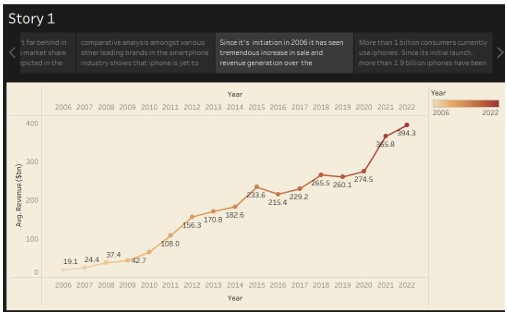 Story 1
't far behind in
market share
picted in the
comparative analysis amongst various
other leading brands in the smartphone
industry shows that iphone is yet to
Since it's initiation in 2006 it has seen
tremendous increase in sale and
revenue generation over the
More than 1 billion consumers currently
use iphones. Since its initial launch,
more than 1.9 billion iphones have been
Year
2006 2007 2008 2009 2010 2011 2012 2013 2014 2015 2016 2017 2018 2019 2020 2021 2022
Year
2006 2022
Avg. Revenue ($bn)
400
300
200
100
0
19.1 24.4 37.4 42.7 108.0 156.3 170.8 182.6 233.6 215.4 229.2 265.5 260.1 274.5 365.8 394.3
2006 2007 2008 2009 2010 2011 2012 2013 2014 2015 2016 2017 2018 2019 2020 2021 2022
Year